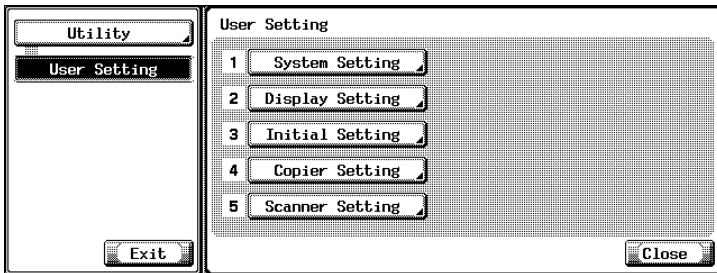 Utility
User Setting
Exit
User Setting
1 System Setting
2 Display Setting
3 Initial Setting
4 Copier Setting
5 Scanner Setting
Close